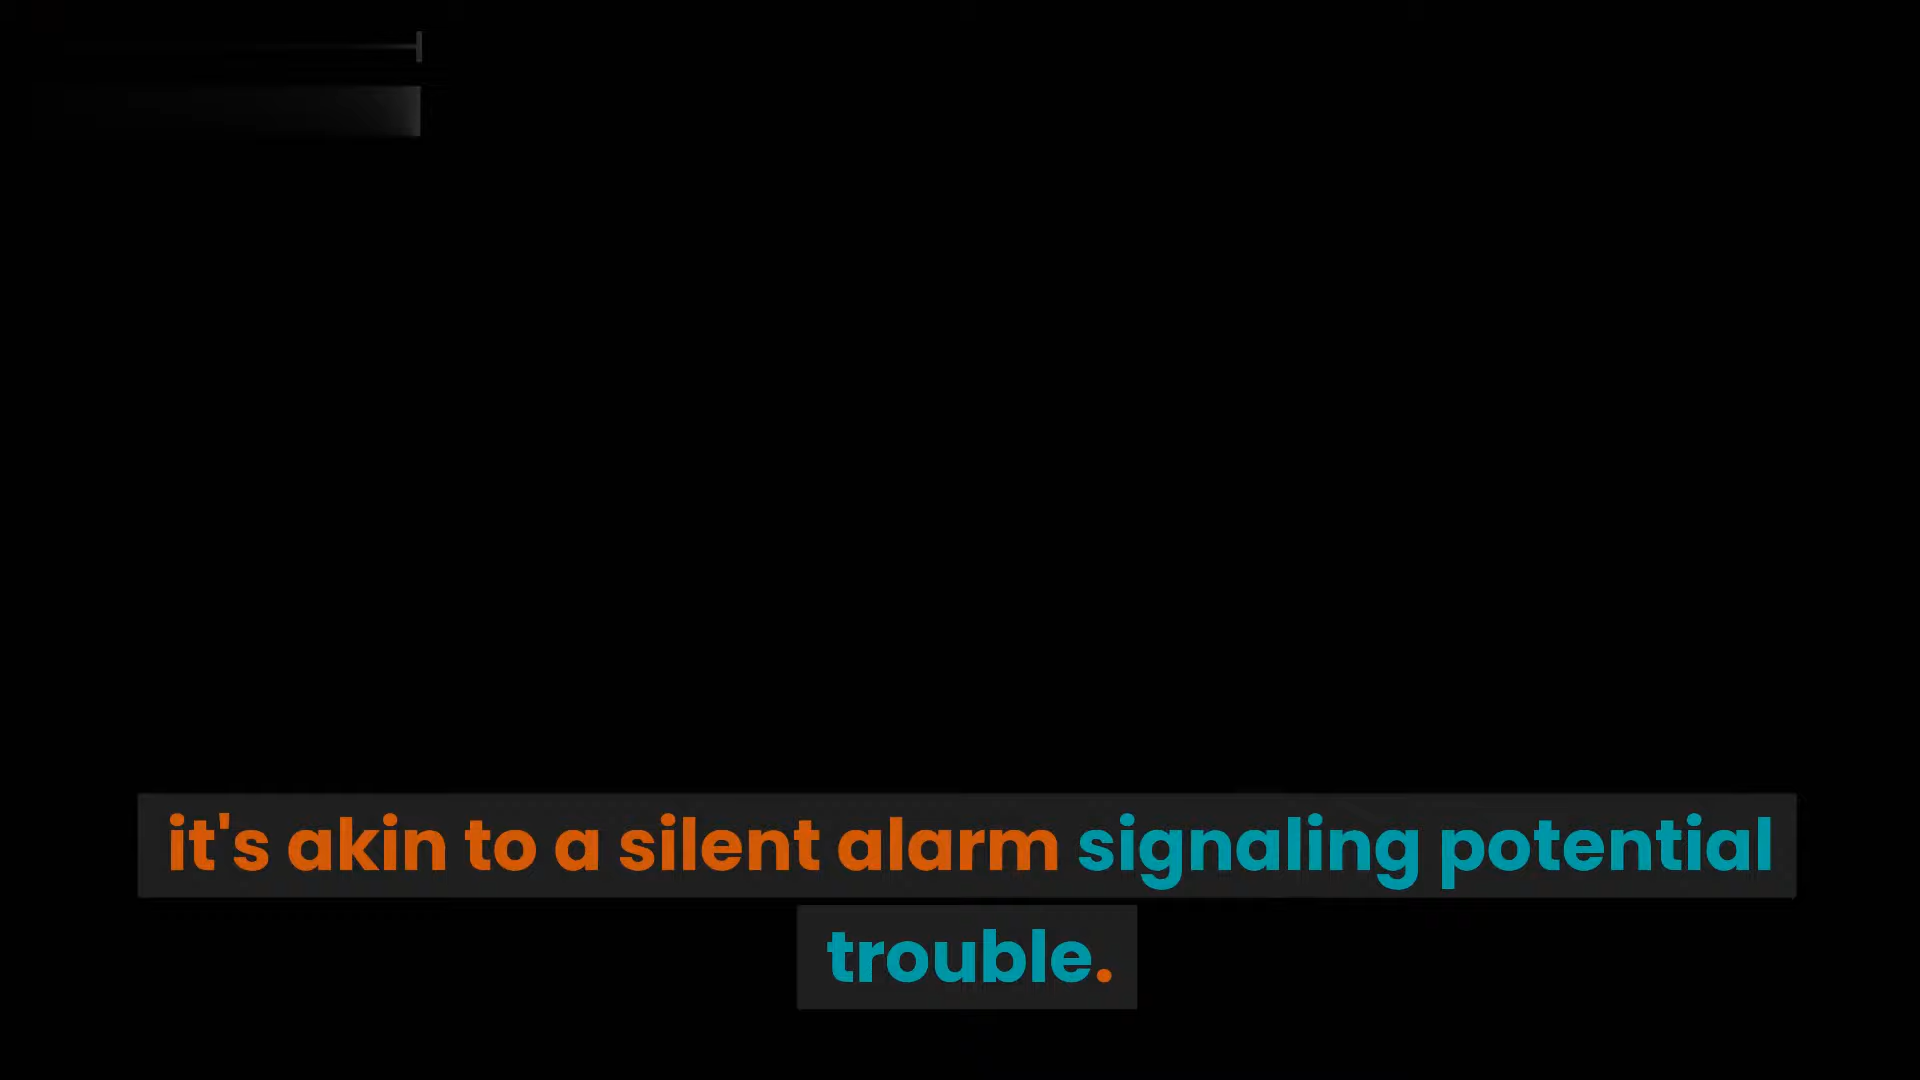 it's akin to a silent alarm signaling potential
trouble.